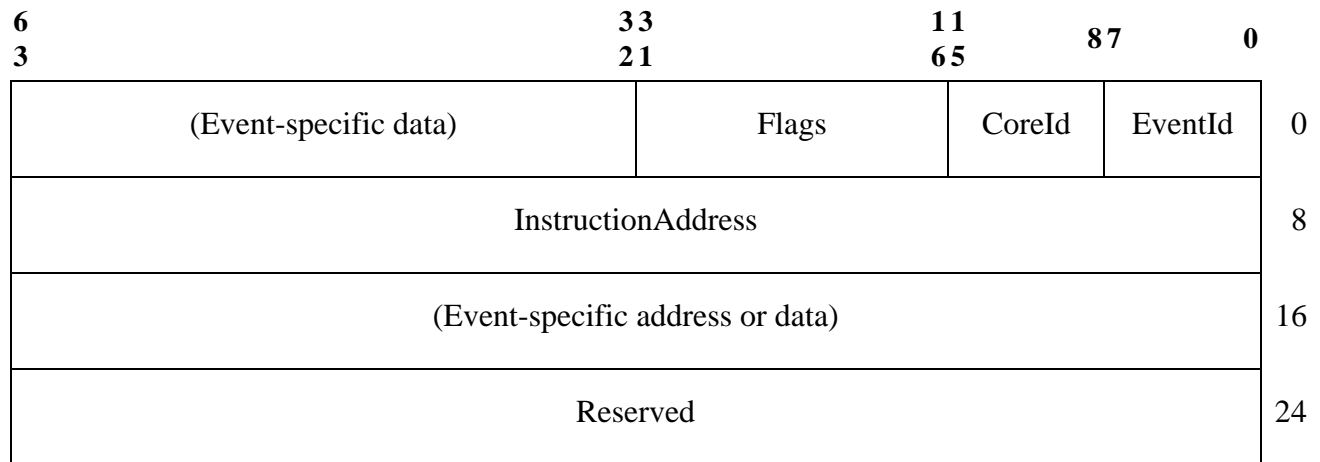 6 3 3 1 1
3 2 1 6 5 8 7 0
(Event-specific data) Flags CoreId EventId 0
InstructionAddress 8
(Event-specific address or data) 16
Reserved 24